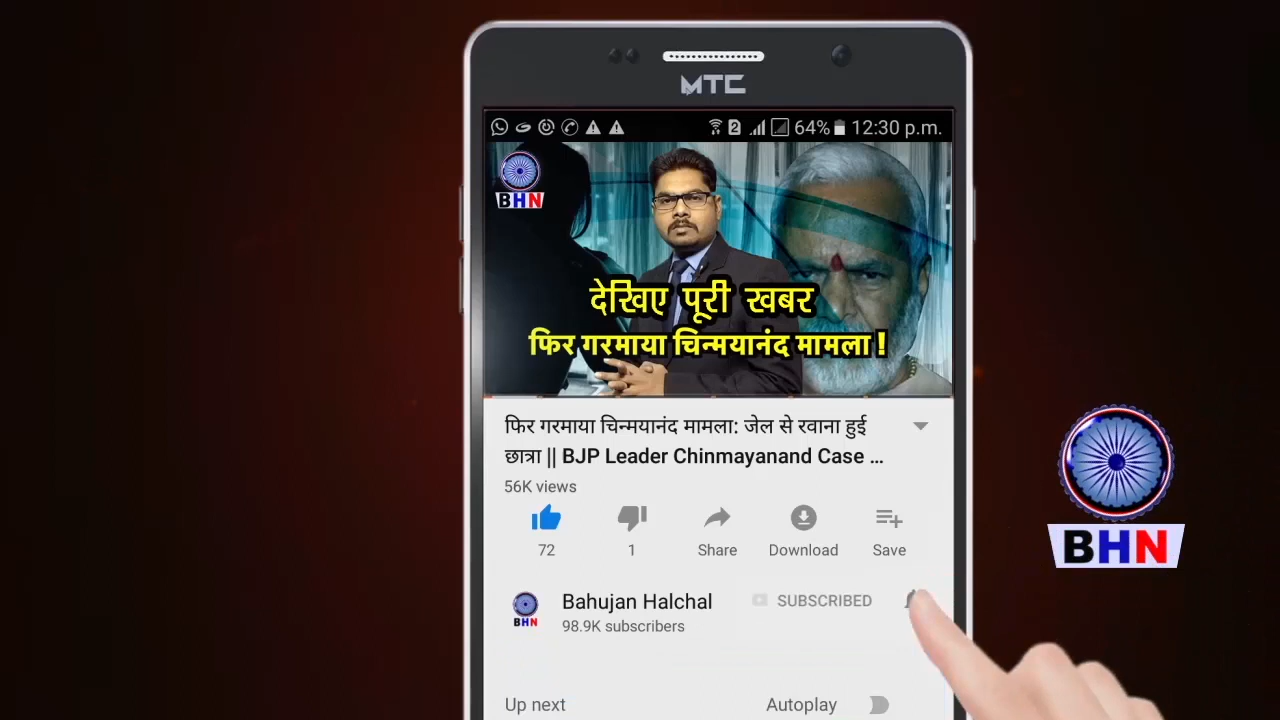 MTC
2 64% 12:30 p.m.
BHN
देखिए पूरी खबर
फिर गरमाया चिन्मयानंद मामला !
फिर गरमाया चिन्मयानंद मामला: जेल से रवाना हुई
छात्रा || BJP Leader Chinmayanand Case ...
56K views
72 1 Share Download Save
Bahujan Halchal SUBSCRIBED
98.9K subscribers
BHN
Up next Autoplay
BHN